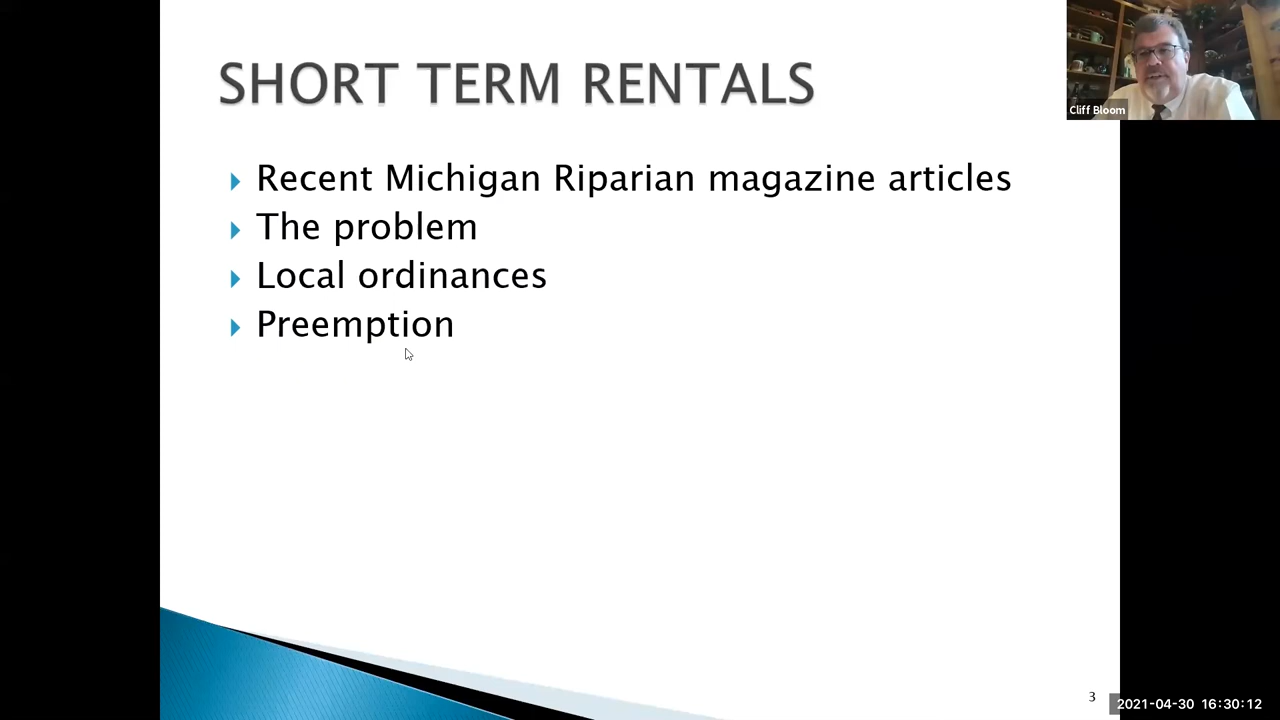 SHORT TERM RENTALS
Cliff Bloom
Recent Michigan Riparian magazine articles
The problem
Local ordinances
Preemption
3
2021-04-30 16:30:12